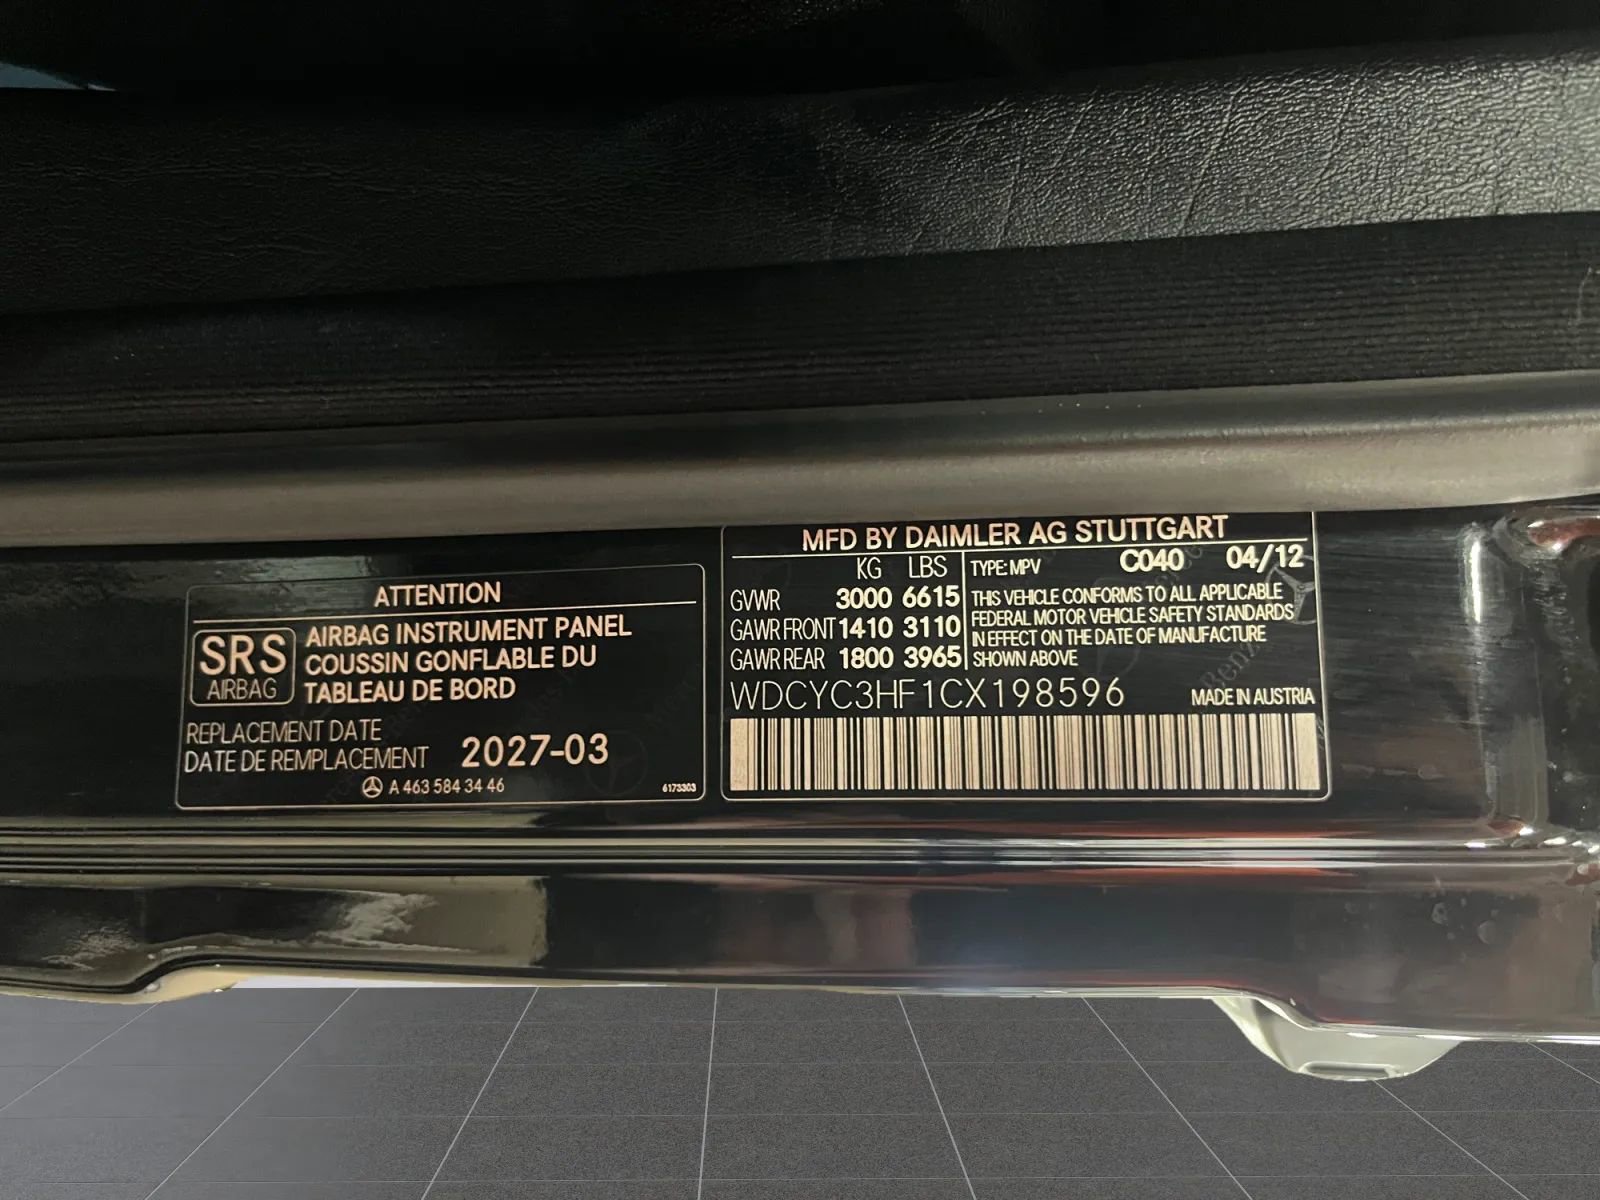 ATTENTION
SRS
AIRBAG
AIRBAG INSTRUMENT PANEL
COUSSIN GONFLABLE DU
TABLEAU DE BORD
REPLACEMENT DATE
DATE DE REMPLACEMENT 2027-03
A 463 584 34 46
6173303
MFD BY DAIMLER AG STUTTGART
KG LBS
GVWR 3000 6615
GAWR FRONT 1410 3110
GAWR REAR 1800 3965
TYPE: MPV C040 04/12
THIS VEHICLE CONFORMS TO ALL APPLICABLE
FEDERAL MOTOR VEHICLE SAFETY STANDARDS
IN EFFECT ON THE DATE OF MANUFACTURE
SHOWN ABOVE
WDCYC3HF1CX198596 MADE IN AUSTRIA